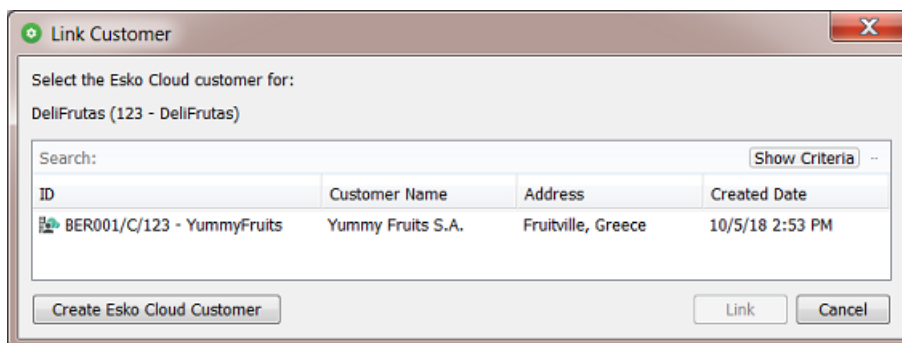 Link Customer
Select the Esko Cloud customer for:
DeliFrutas (123 - DeliFrutas)
Search: Show Criteria
ID Customer Name Address Created Date
BER001/C/123 - YummyFruits Yummy Fruits S.A. Fruitville, Greece 10/5/18 2:53 PM
Create Esko Cloud Customer Link Cancel